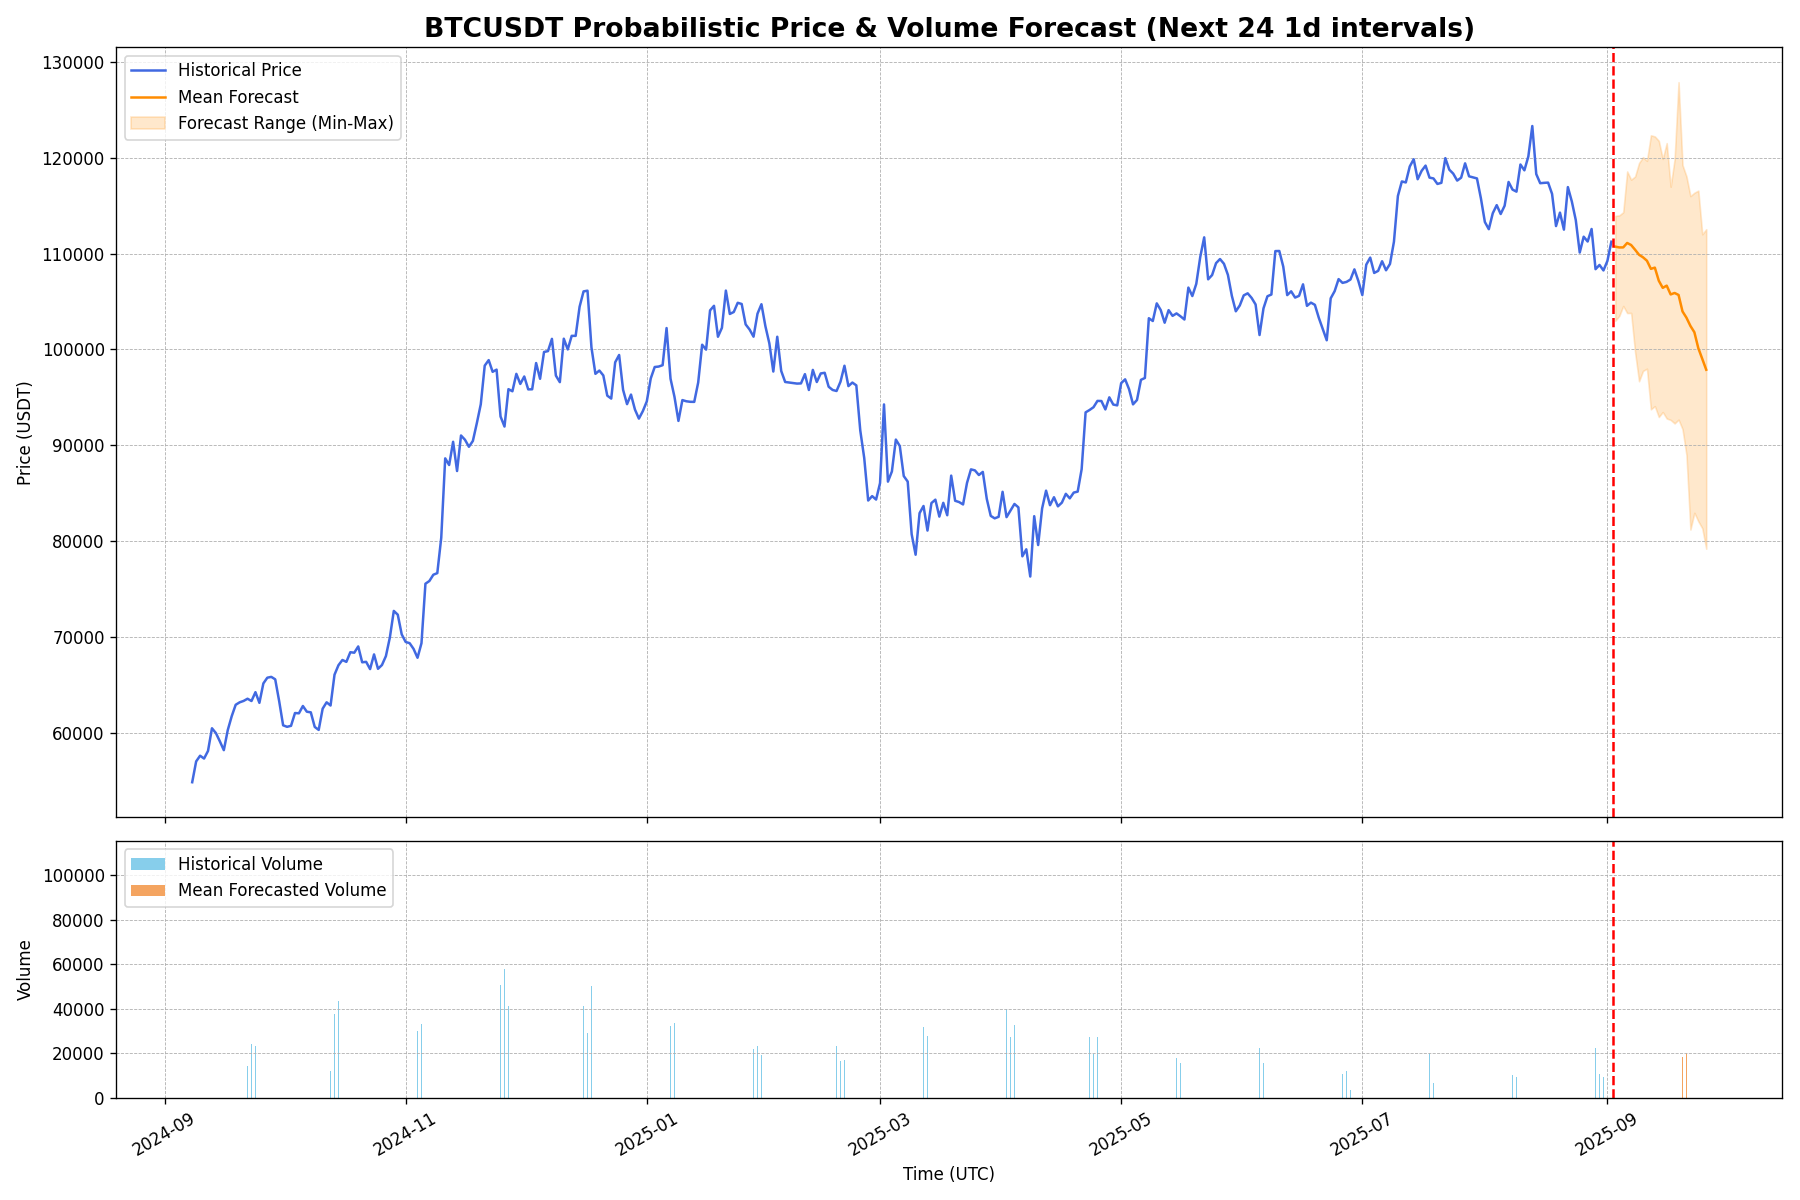 BTCUSDT Probabilistic Price & Volume Forecast (Next 24 1d intervals)
Historical Price
Mean Forecast
Forecast Range (Min-Max)
130000
120000
110000
100000
90000
80000
70000
60000
Price (USDT)
Historical Volume
Mean Forecasted Volume
100000
80000
60000
40000
20000
0
Volume
2024-09
2024-11
2025-01
2025-03
2025-05
2025-07
2025-09
Time (UTC)